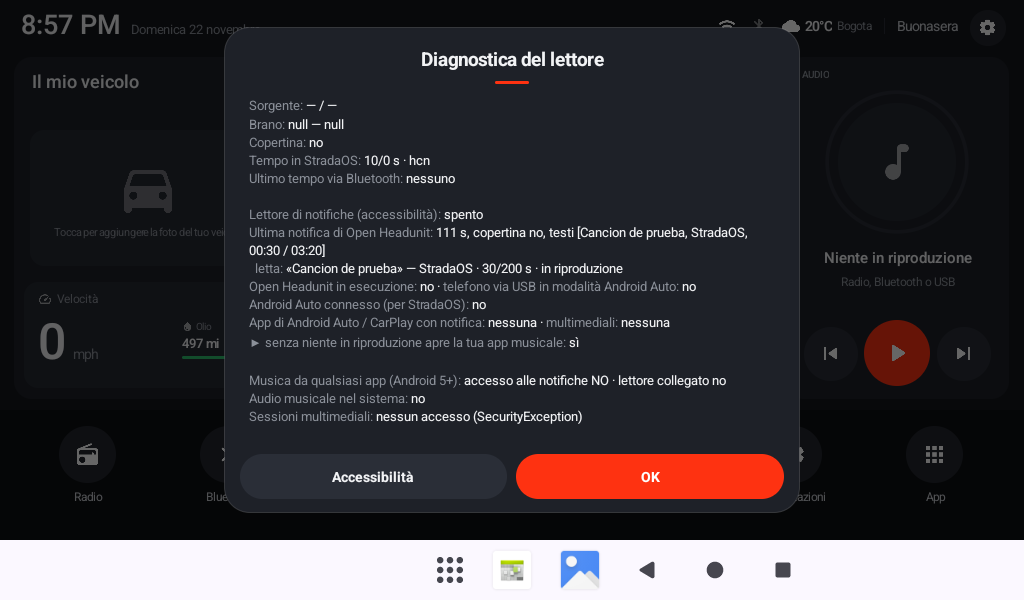 8:57 PM
Domenica 22 novembre
20°C Bogota
Buonasera
Il mio veicolo
Tocca per aggiungere la foto del tuo
Velocità
0 mph
Olio
497 mi
Diagnostica del lettore
Sorgente: — / —
Brano: null — null
Copertina: no
Tempo in StradaOS: 10/0 s · hcn
Ultimo tempo via Bluetooth: nessuno
Lettore di notifiche (accessibilità): spento
Ultima notifica di Open Headunit: 111 s, copertina no, testi [Cancion de prueba, StradaOS,
00:30 / 03:20]
letta: «Cancion de prueba» — StradaOS · 30/200 s · in riproduzione
Open Headunit in esecuzione: no · telefono via USB in modalità Android Auto: no
Android Auto connesso (per StradaOS): no
App di Android Auto / CarPlay con notifica: nessuna · multimediali: nessuna
► senza niente in riproduzione apre la tua app musicale: sì
Musica da qualsiasi app (Android 5+): accesso alle notifiche NO · lettore collegato no
Audio musicale nel sistema: no
Sessioni multimediali: nessun accesso (SecurityException)
Accessibilità
OK
AUDIO
Niente in riproduzione
Radio, Bluetooth o USB
Radio
Blue
azioni
App